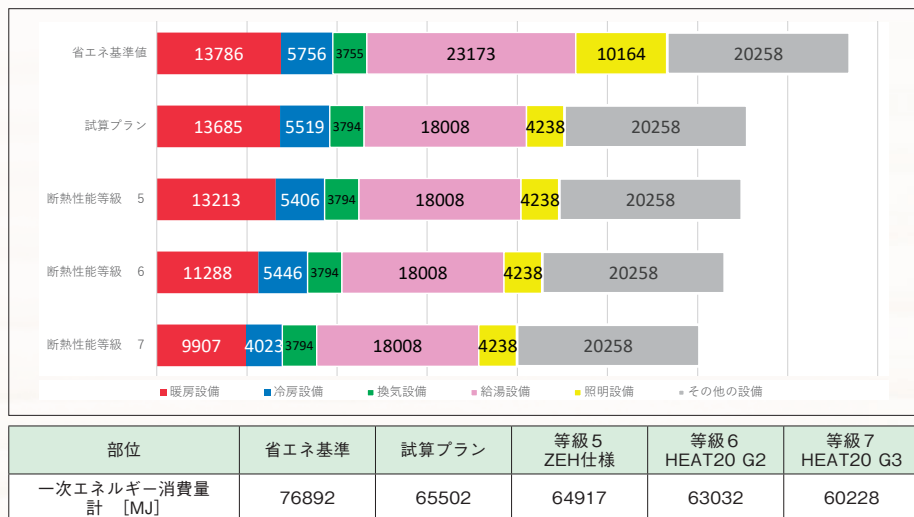 省エネ基準値 13786 5756 3755 23173 10164 20258
試算プラン 13685 5519 3794 18008 4238 20258
断熱性能等級 5 13213 5406 3794 18008 4238 20258
断熱性能等級 6 11288 5446 3794 18008 4238 20258
断熱性能等級 7 9907 4023 3794 18008 4238 20258
■暖房設備 ■冷房設備 ■換気設備 ■給湯設備 ■照明設備 ■その他の設備
部位 省エネ基準 試算プラン 等級5 等級6 等級7
ZEH仕様 HEAT20 G2 HEAT20 G3
一次エネルギー消費量
計 [MJ] 76892 65502 64917 63032 60228